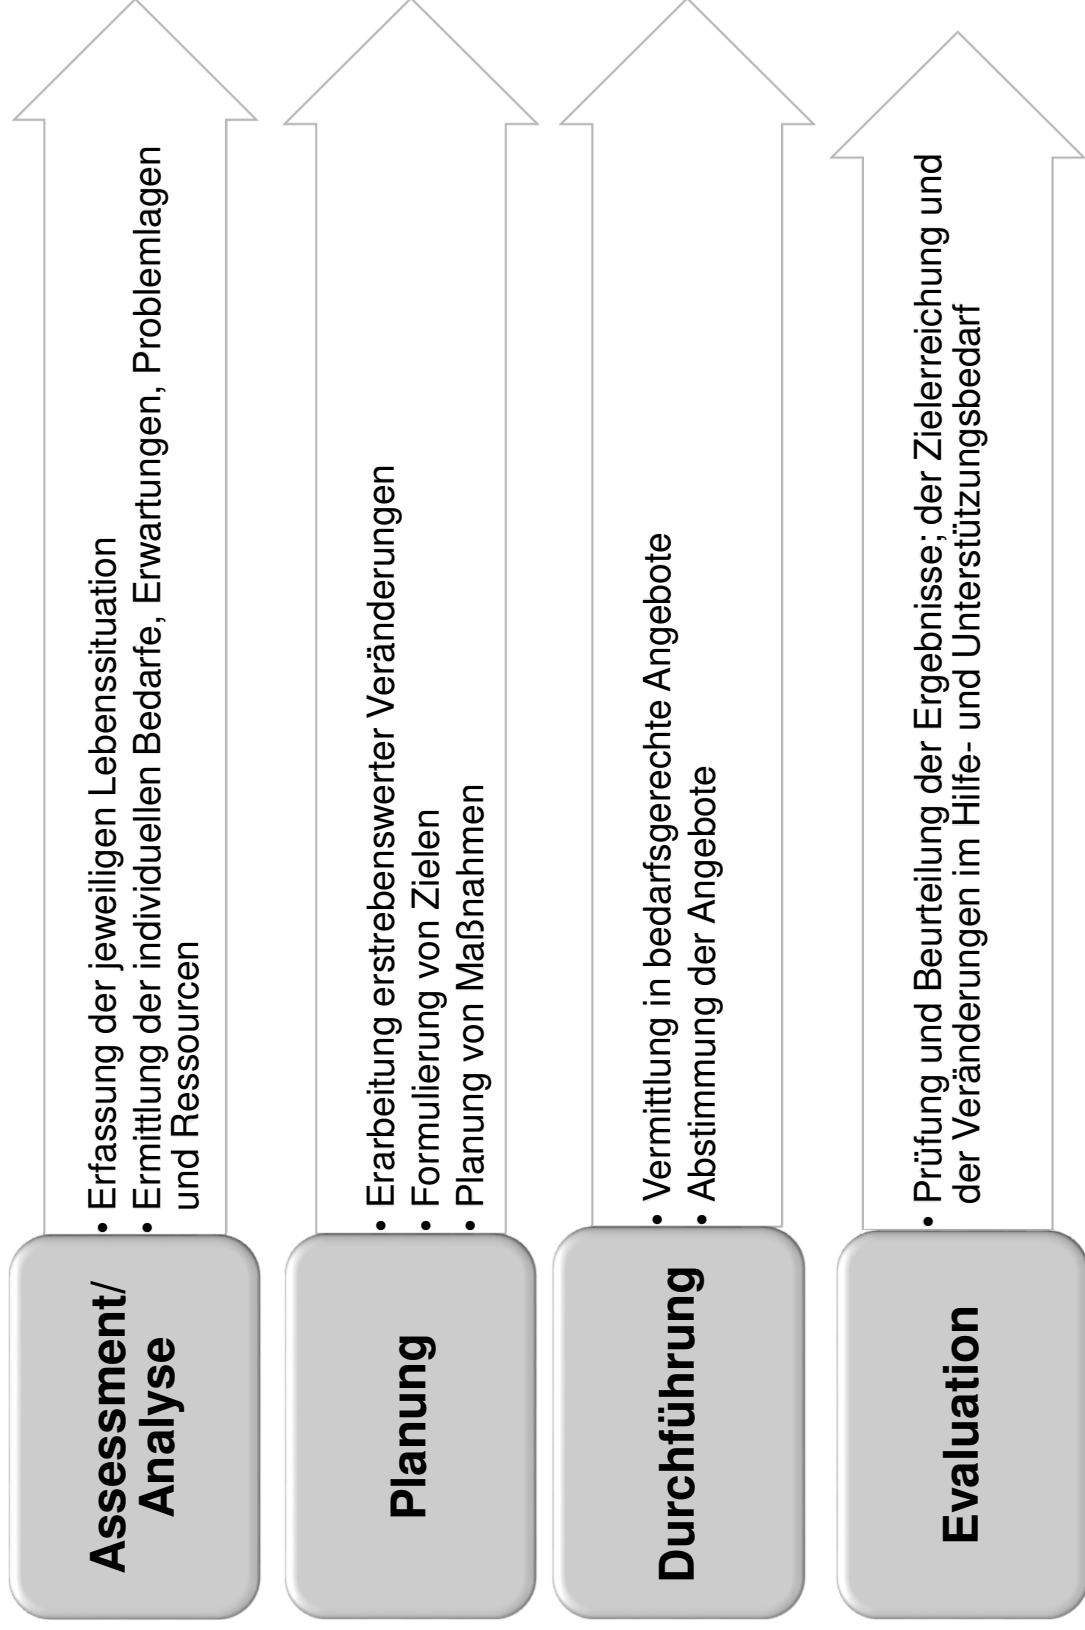 Assessment/
Analyse
• Erfassung der jeweiligen Lebenssituation
• Ermittlung der individuellen Bedarfe, Erwartungen, Problemlagen
und Ressourcen
Planung
• Erarbeitung erstrebenswerter Veränderungen
• Formulierung von Zielen
• Planung von Maßnahmen
Durchführung
• Vermittlung in bedarfsgerechte Angebote
• Abstimmung der Angebote
Evaluation
• Prüfung und Beurteilung der Ergebnisse; der Zielerreichung und
der Veränderungen im Hilfe- und Unterstützungsbedarf